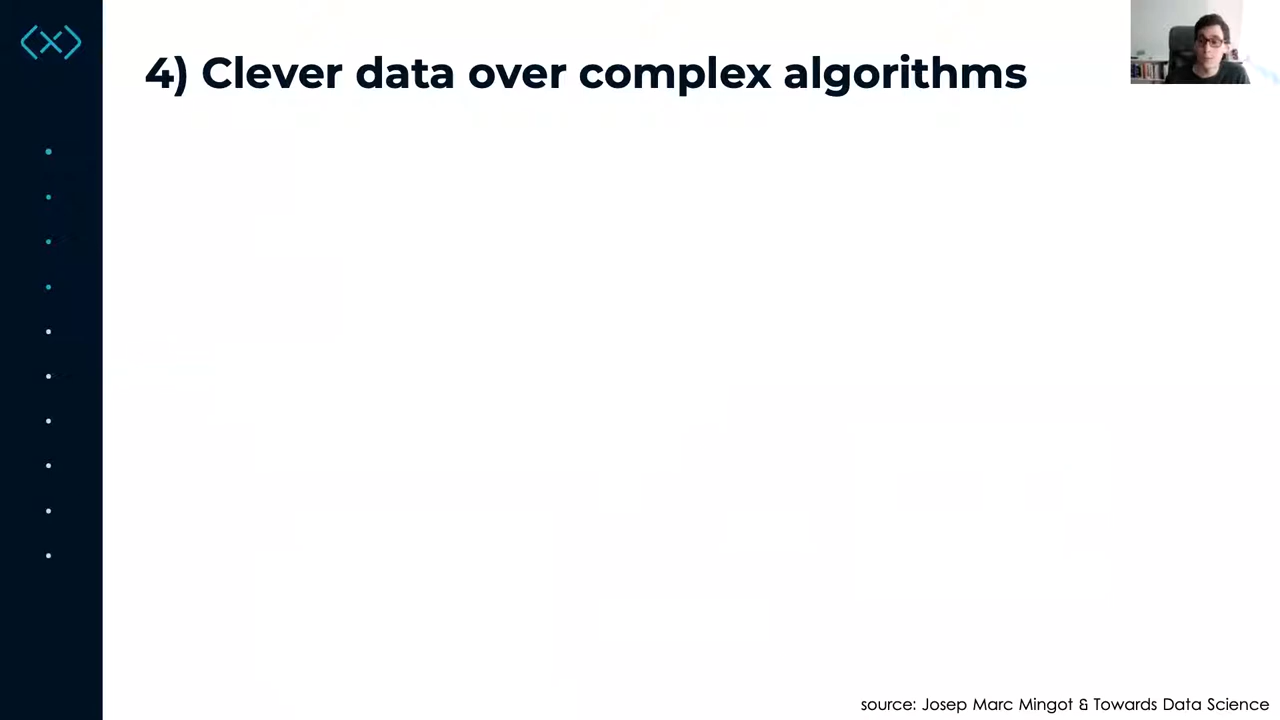 4) Clever data over complex algorithms
source: Josep Marc Mingot & Towards Data Science